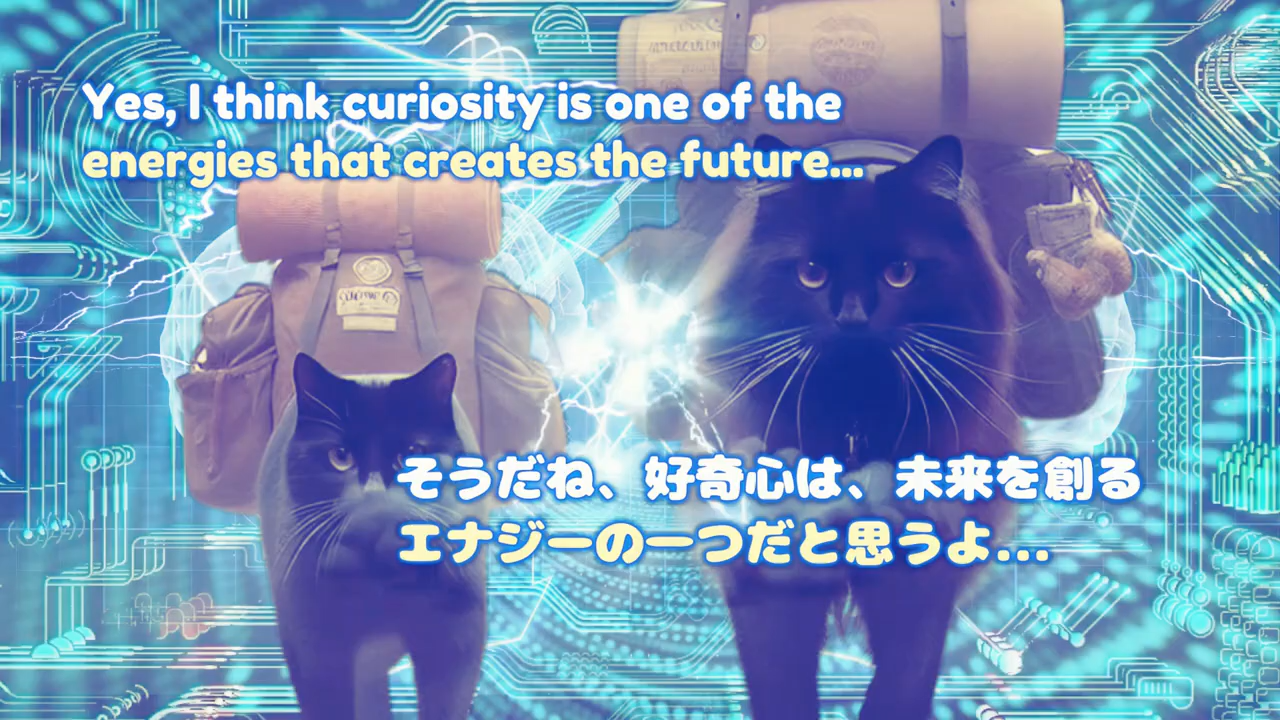 Yes, I think curiosity is one of the
energies that creates the future...
そうだね、好奇心は、未来を創る
エナジーの一つだと思うよ...